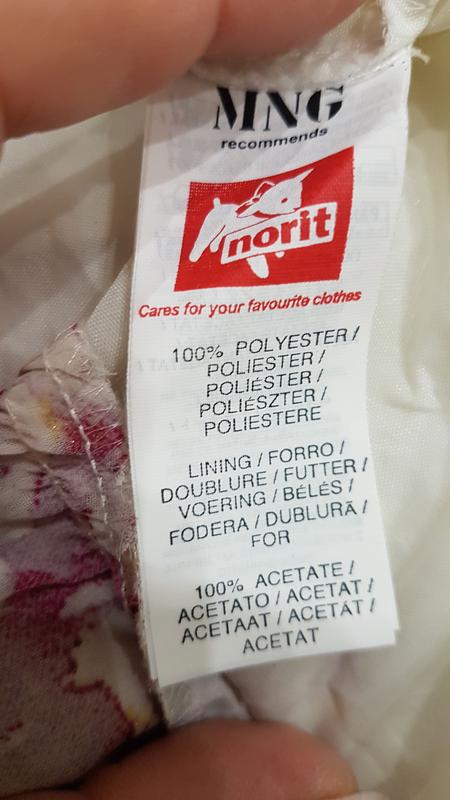 MNG
recommends
norit
Cares for your favourite clothes
100% POLYESTER /
POLIESTER /
POLIÉSTER /
POLIÉSZTER /
POLIESTERE
LINING / FORRO /
DOUBLURE / FUTTER /
VOERING / BÉLÉS /
FODERA / DUBLURĂ /
FOR
100% ACETATE /
ACETATO / ACETAT /
ACETAAT / ACETÁT /
ACETAT